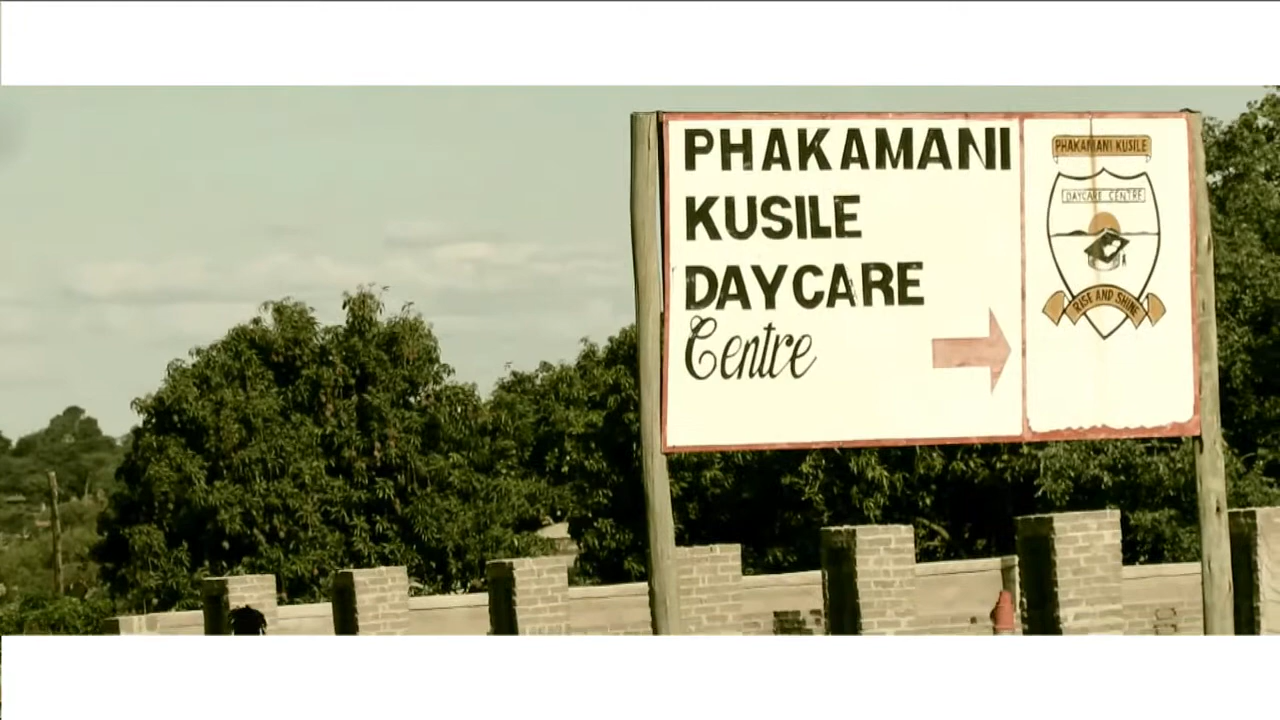 PHAKAMANI
KUSILE
DAYCARE
Centre
PHAKAMANI KUSILE
DAYCARE CENTRE
RISE AND SHINE